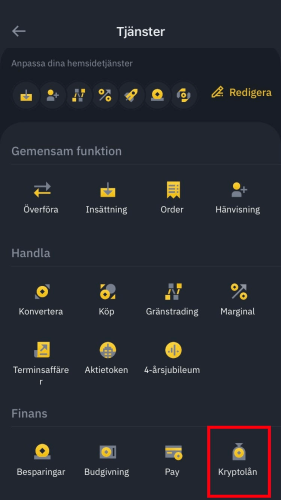 Tjänster
Anpassa dina hemsidetjänster
Redigera
Gemensam funktion
Överföra Insättning Order Hänvisning
Handla
Konvertera Köp Gränstrading Marginal
Terminsaffäre Aktietoken 4-årsjubileum
r
Finans
Besparingar Budgivning Pay Kryptolån